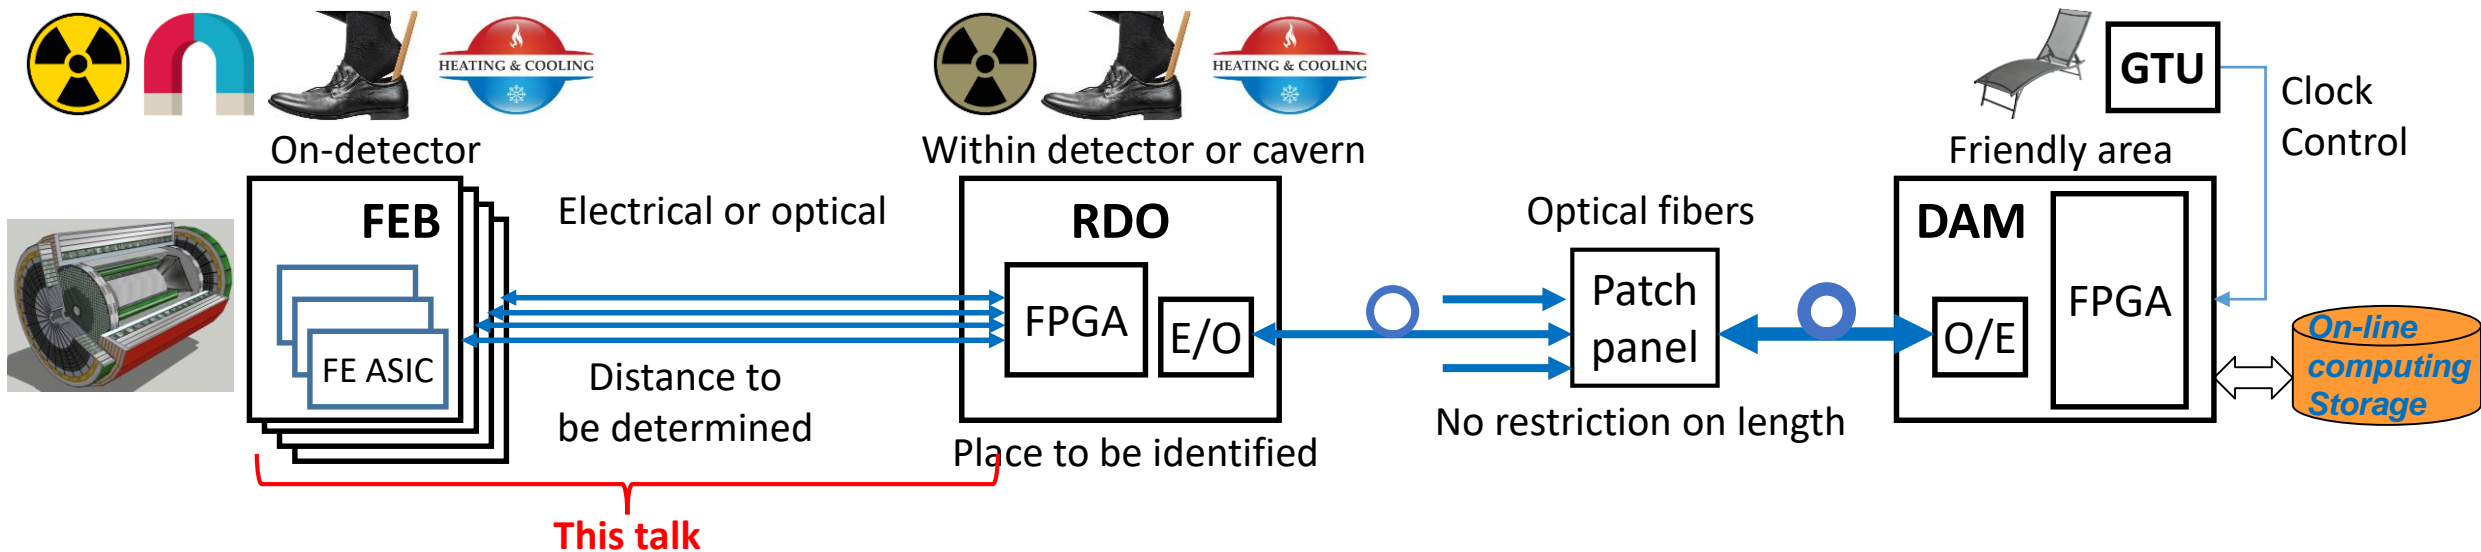 HEATING & COOLING
HEATING & COOLING
GTU
Clock
Control
On-detector
Within detector or cavern
Friendly area
FEB
FE ASIC
Electrical or optical
Distance to
be determined
RDO
FPGA
E/O
Place to be identified
Optical fibers
Patch
panel
No restriction on length
DAM
FPGA
O/E
On-line
computing
Storage
This talk